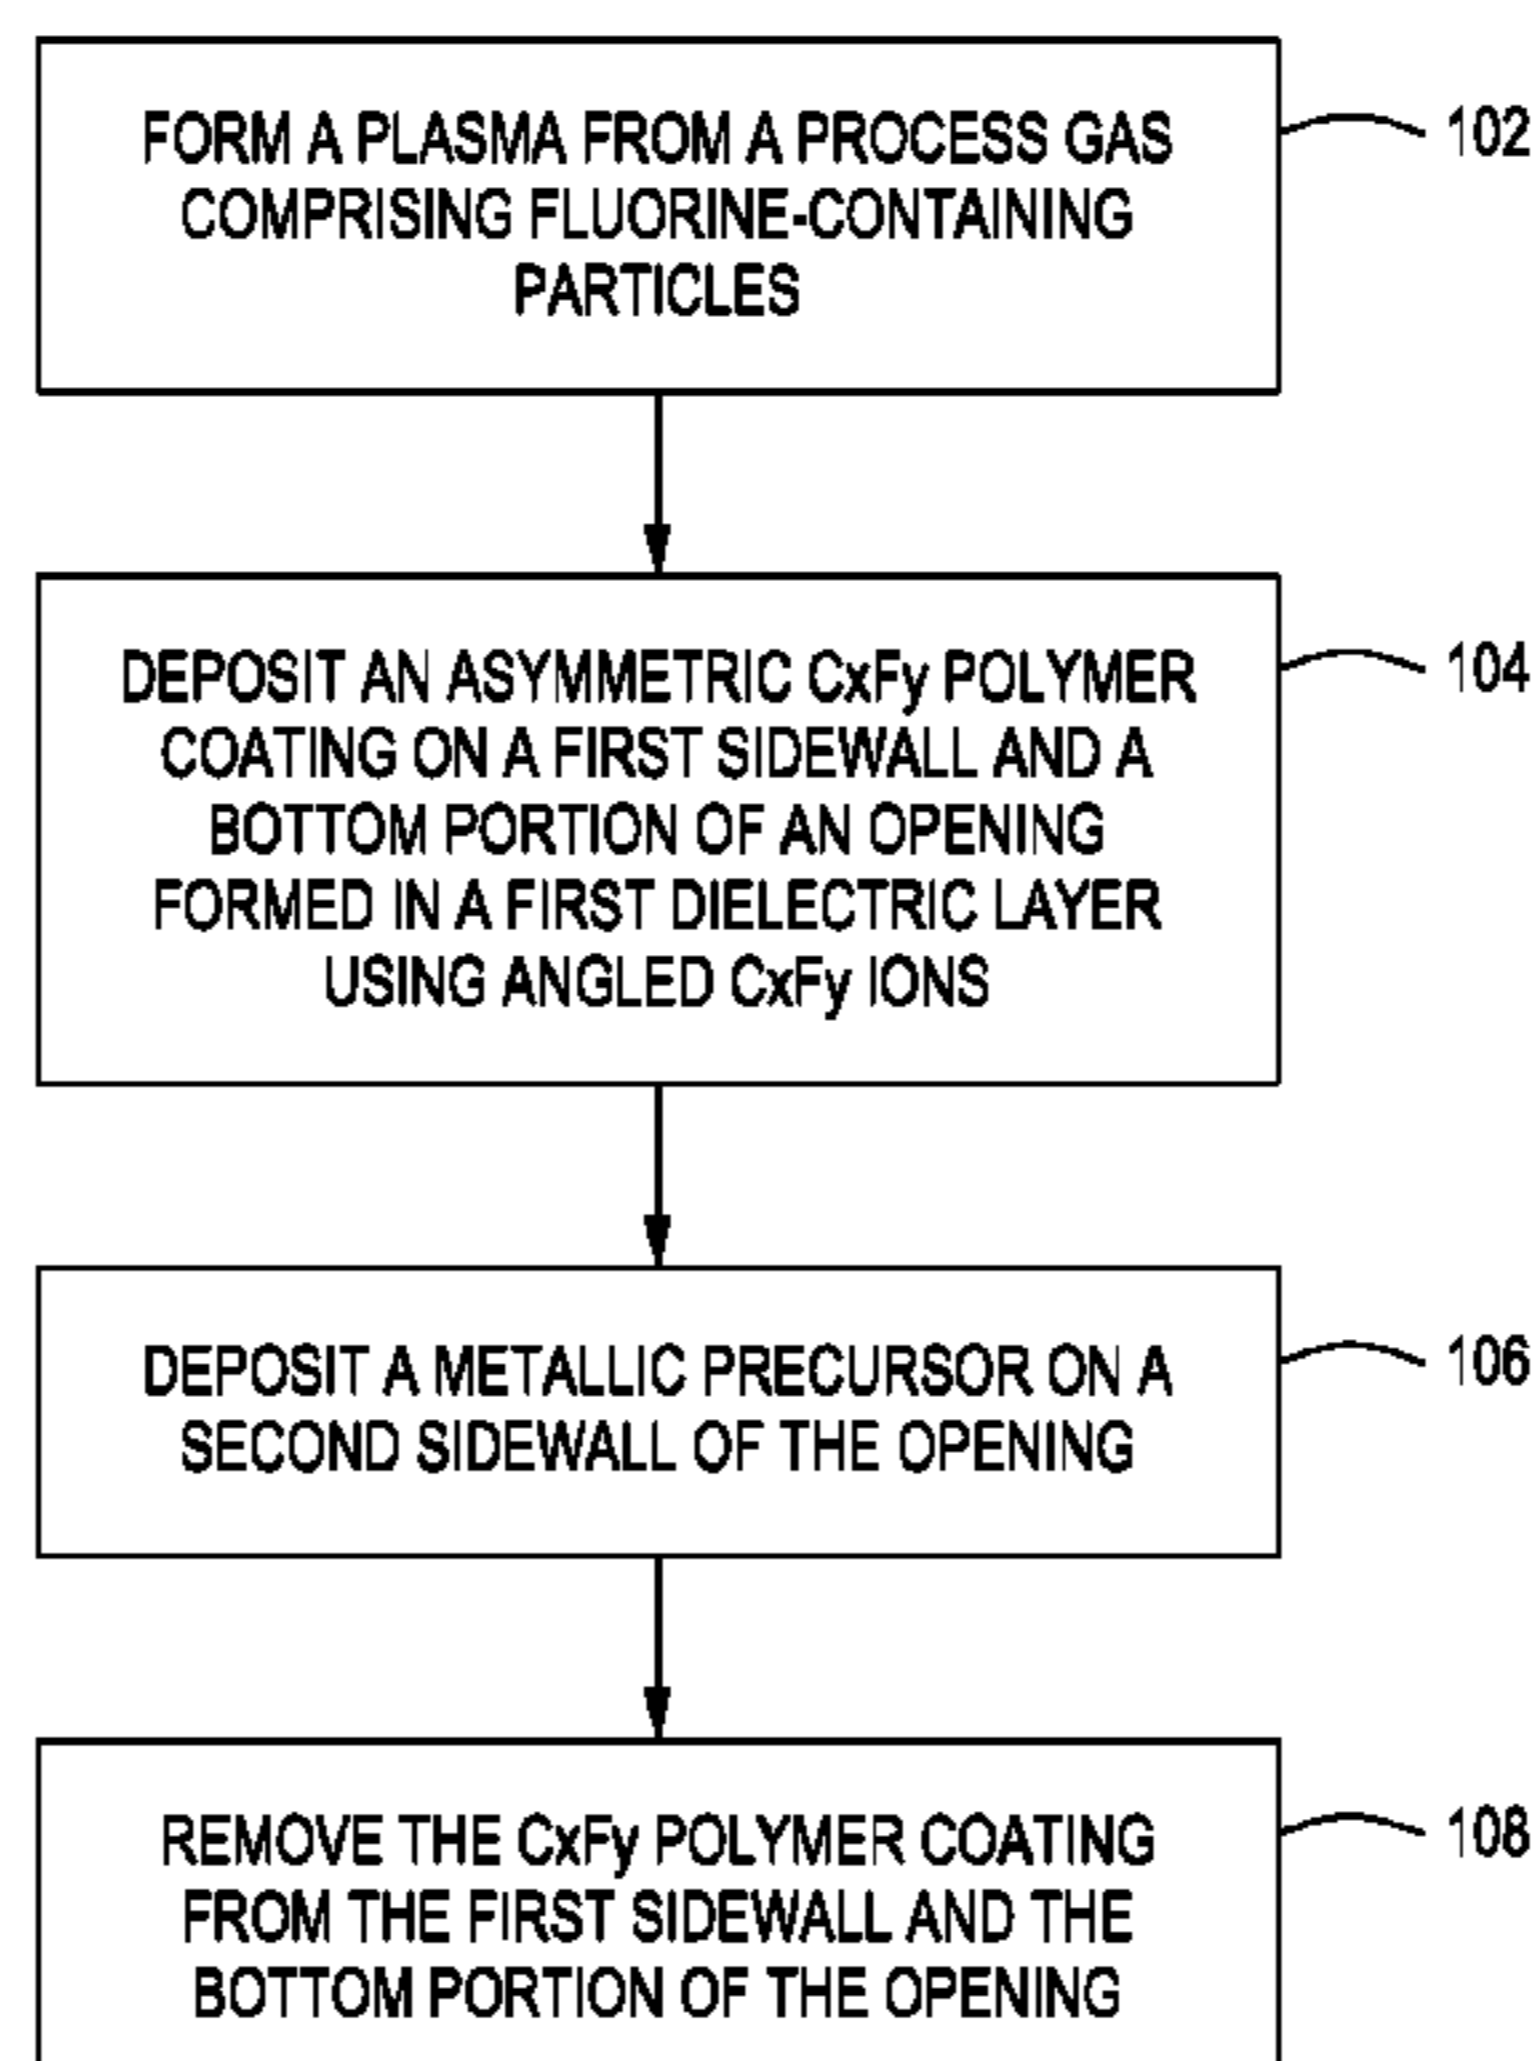 FORM A PLASMA FROM A PROCESS GAS
COMPRISING FLUORINE-CONTAINING
PARTICLES
102
DEPOSIT AN ASYMMETRIC CxFy POLYMER
COATING ON A FIRST SIDEWALL AND A
BOTTOM PORTION OF AN OPENING
FORMED IN A FIRST DIELECTRIC LAYER
USING ANGLED CxFy IONS
104
DEPOSIT A METALLIC PRECURSOR ON A
SECOND SIDEWALL OF THE OPENING
106
REMOVE THE CxFy POLYMER COATING
FROM THE FIRST SIDEWALL AND THE
BOTTOM PORTION OF THE OPENING
108